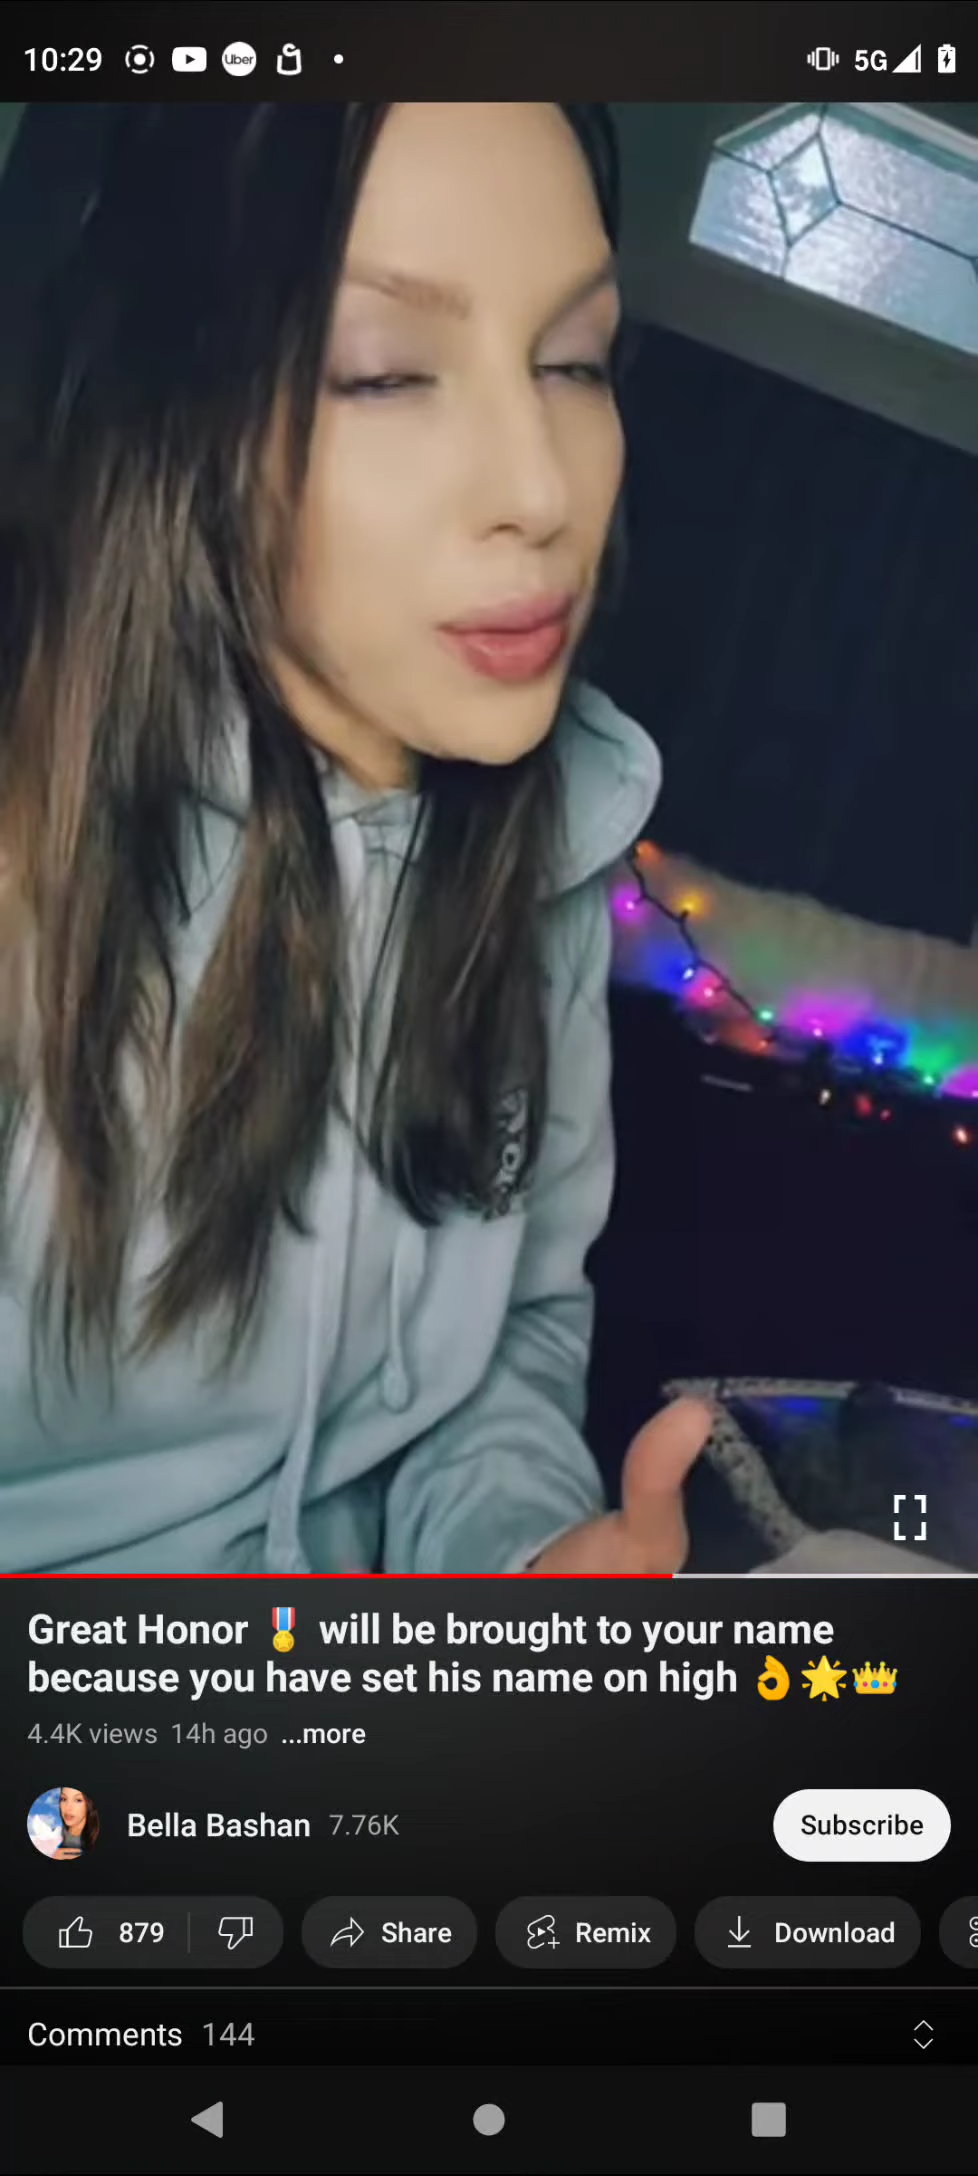 10:29 Uber 5G
Great Honor 🎖️ will be brought to your name
because you have set his name on high 👌🌟👑
4.4K views 14h ago ...more
Bella Bashan 7.76K Subscribe
879 Share Remix Download
Comments 144